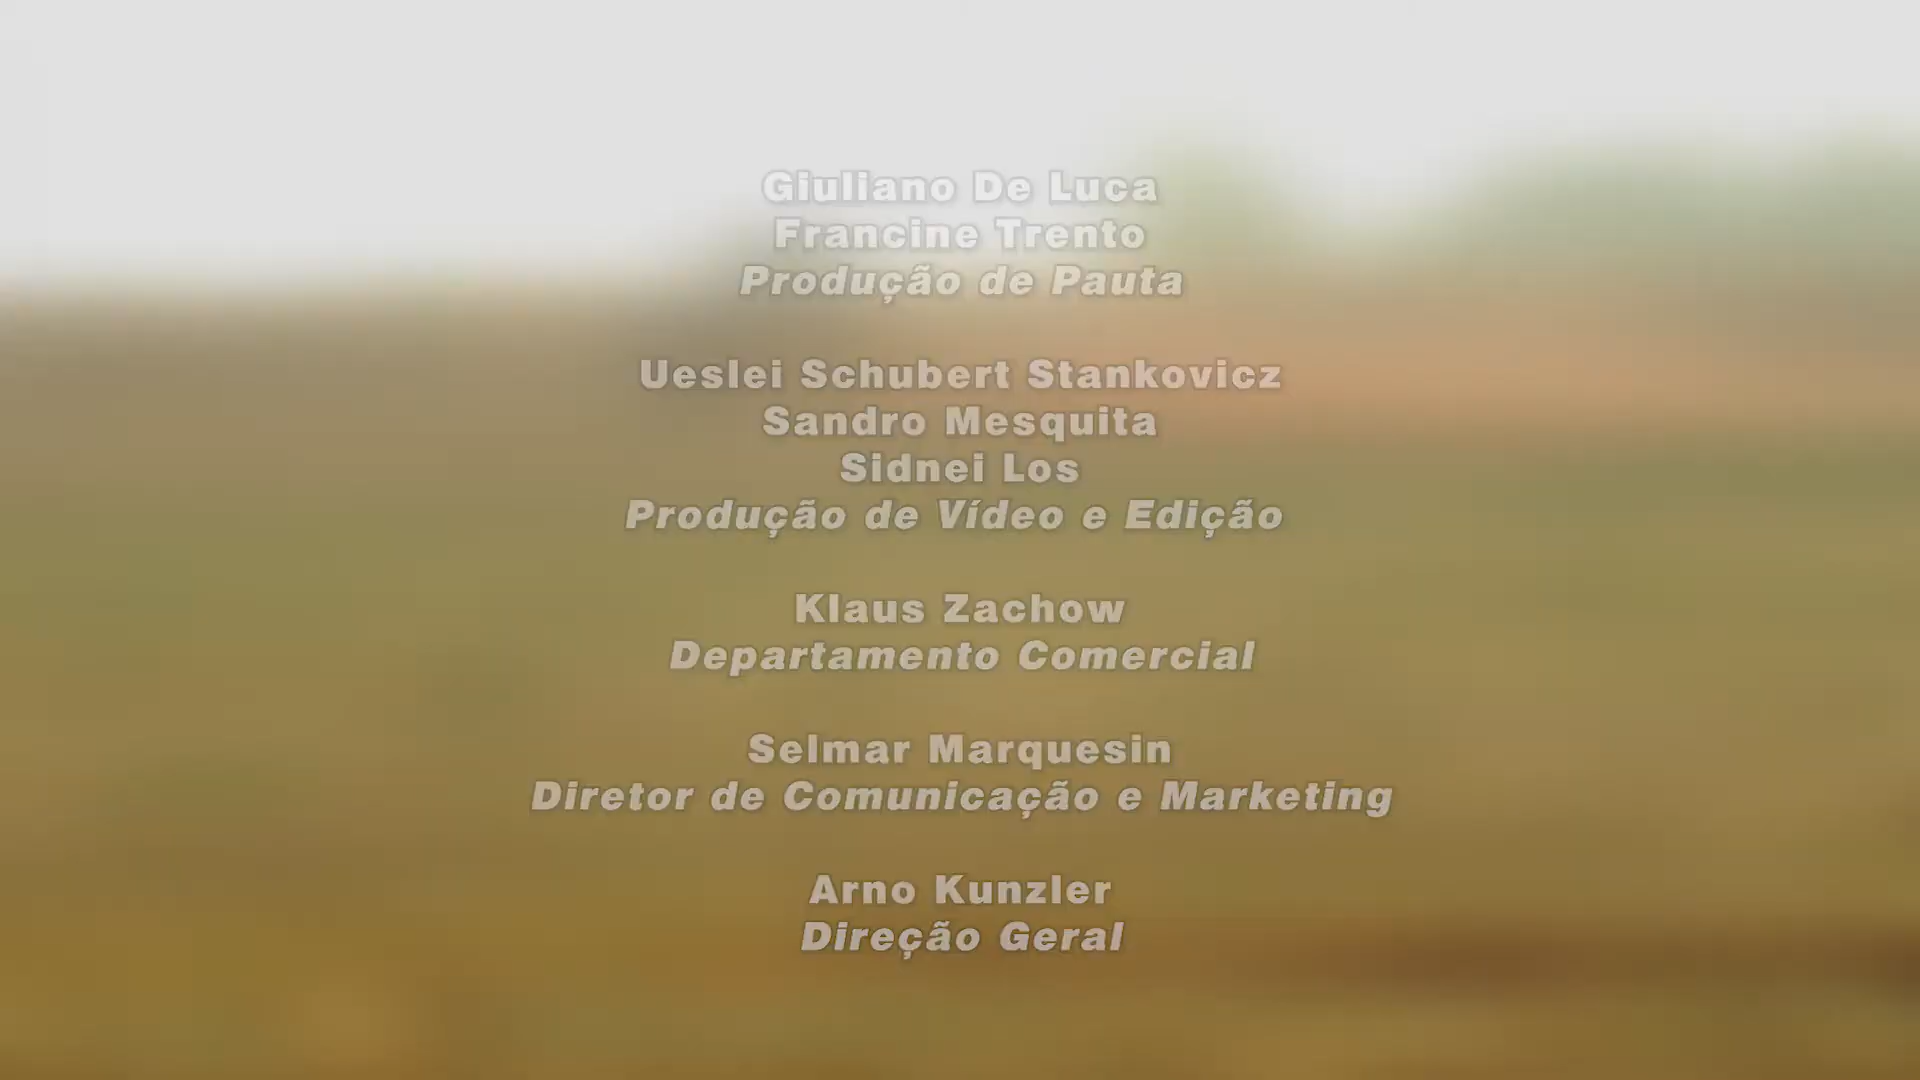 Giuliano De Luca
Francine Trento
Produção de Pauta
Ueslei Schubert Stankovicz
Sandro Mesquita
Sidnei Los
Produção de Vídeo e Edição
Klaus Zachow
Departamento Comercial
Selmar Marquesin
Diretor de Comunicação e Marketing
Arno Kunzler
Direção Geral